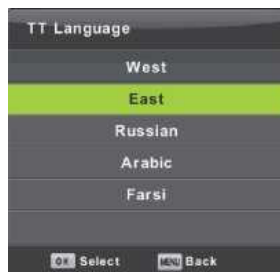 TT Language
West
East
Russian
Arabic
Farsi
OK Select MENU Back